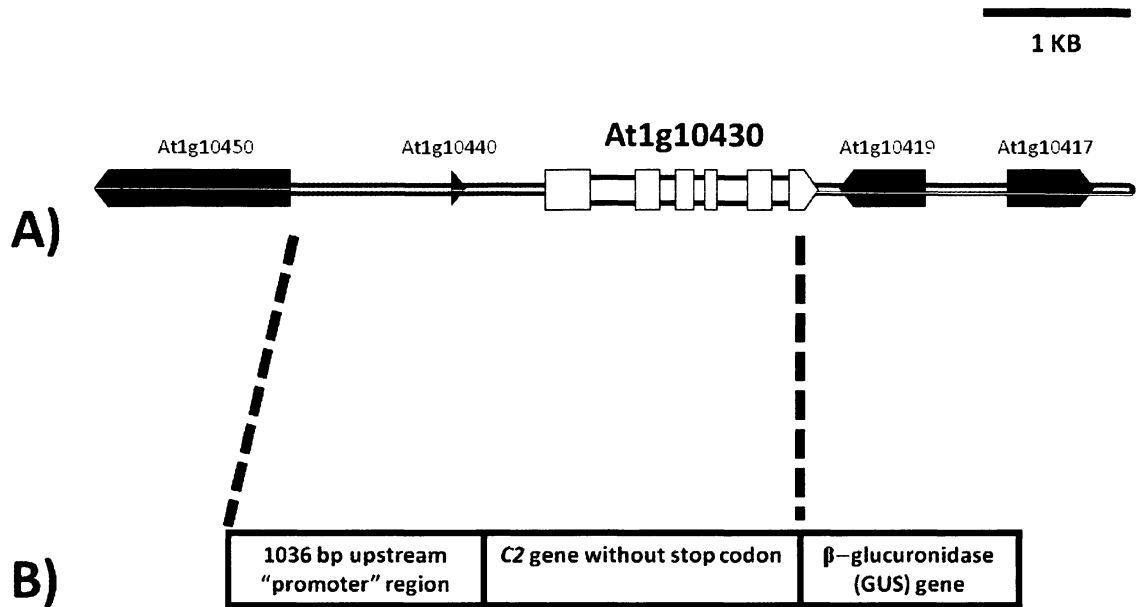 1 KB
At1g10450
At1g10440
At1g10430
At1g10419
At1g10417
A)
B)
1036 bp upstream
"promoter" region
C2 gene without stop codon
β–glucuronidase
(GUS) gene